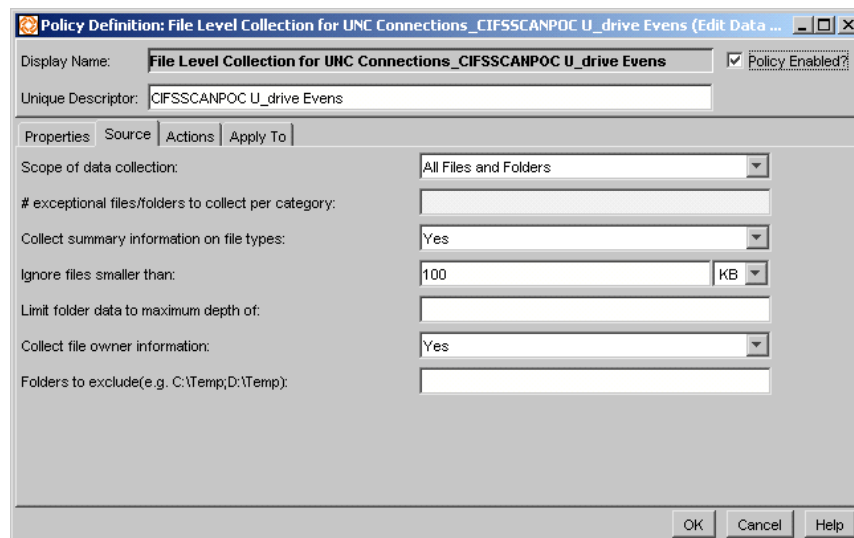 Policy Definition: File Level Collection for UNC Connections_CIFSSCANPOC U_drive Evens (Edit Data ...
Display Name: File Level Collection for UNC Connections_CIFSSCANPOC U_drive Evens Policy Enabled?
Unique Descriptor: CIFSSCANPOC U_drive Evens
Properties Source Actions Apply To
Scope of data collection: All Files and Folders
# exceptional files/folders to collect per category:
Collect summary information on file types: Yes
Ignore files smaller than: 100 KB
Limit folder data to maximum depth of:
Collect file owner information: Yes
Folders to exclude(e.g. C:\Temp;D:\Temp):
OK Cancel Help